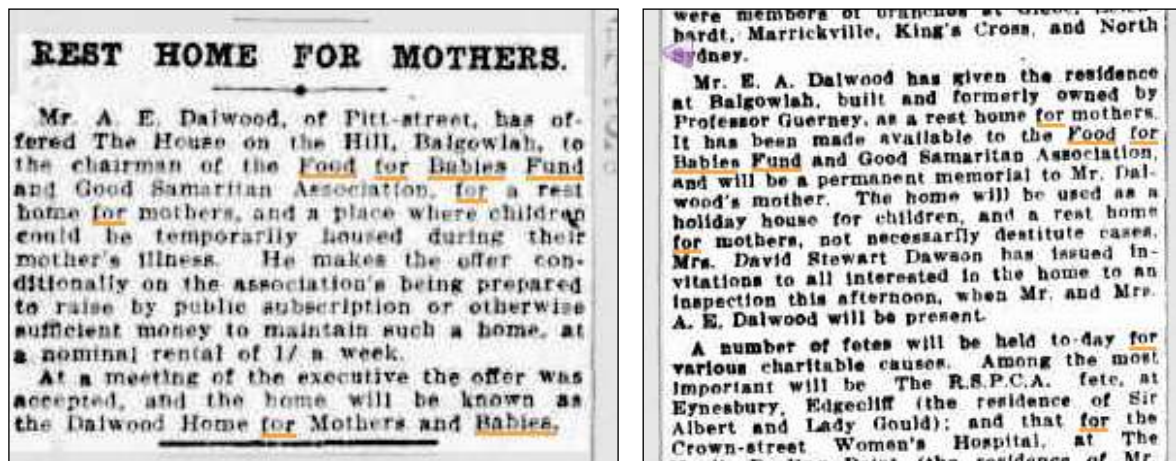 REST HOME FOR MOTHERS.
Mr. A. E. Dalwood, of Pitt-street, has of-
fered The House on the Hill, Balgowlah, to
the chairman of the Food for Babies Fund
and Good Samaritan Association, for a rest
home for mothers, and a place where children
could be temporarily housed during their
mother's illness. He makes the offer con-
ditionally on the association's being prepared
to raise by public subscription or otherwise
sufficient money to maintain such a home, at
a nominal rental of 1/ a week.
At a meeting of the executive the offer was
accepted, and the home will be known as
the Dalwood Home for Mothers and Babies.
were members of branches at
hardt, Marrickville, King's Cross, and North
Sydney.
Mr. E. A. Dalwood has given the residence
at Balgowlah, built and formerly owned by
Professor Guerney, as a rest home for mothers.
It has been made available to the Food for
Babies Fund and Good Samaritan Association,
and will be a permanent memorial to Mr. Dal-
wood's mother. The home will be used as a
holiday house for children, and a rest home
for mothers, not necessarily destitute cases.
Mrs. David Stewart Dawson has issued in-
vitations to all interested in the home to an
inspection this afternoon, when Mr. and Mrs.
A. E. Dalwood will be present.
A number of fetes will be held to-day for
various charitable causes. Among the most
important will be The R.S.P.C.A. fete, at
Eynesbury, Edgecliff (the residence of Sir
Albert and Lady Gould); and that for the
Crown-street Women's Hospital, at The
(the residence of Mr.